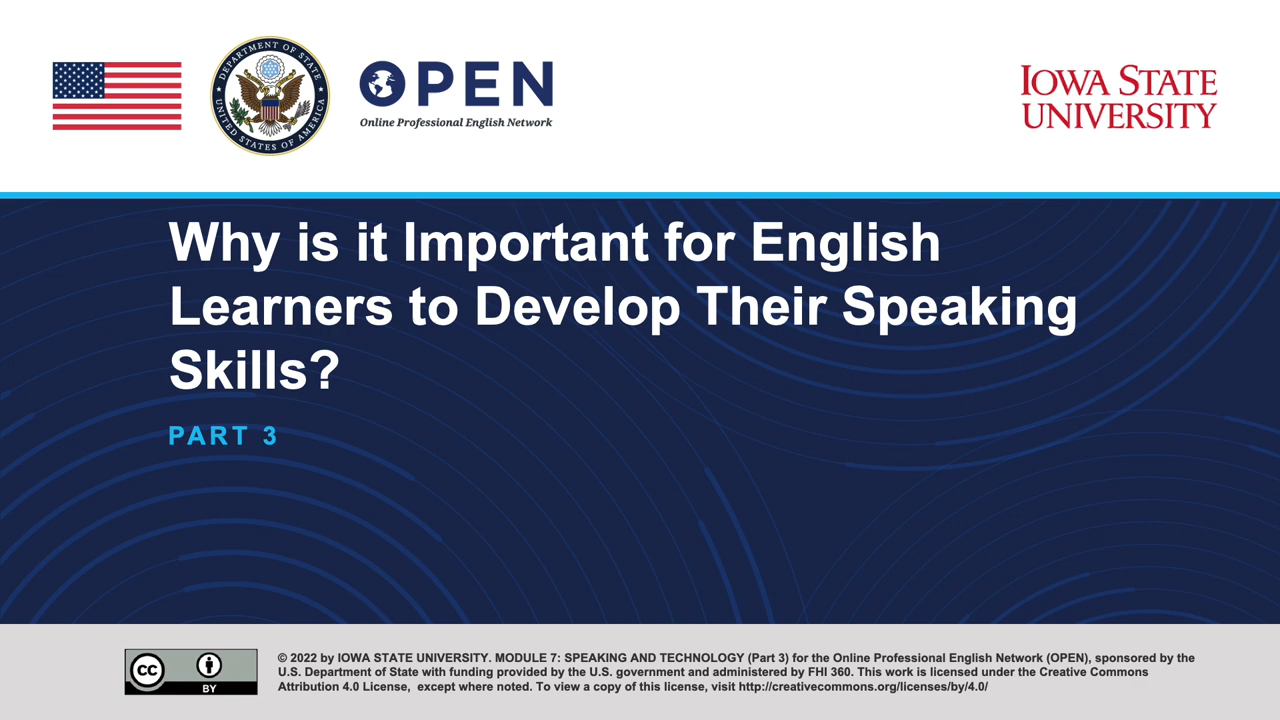 DEPARTMENT OF STATE
UNITED STATES OF AMERICA
OPEN
Online Professional English Network
IOWA STATE
UNIVERSITY
Why is it Important for English
Learners to Develop Their Speaking
Skills?
PART 3
CC
BY
© 2022 by IOWA STATE UNIVERSITY. MODULE 7: SPEAKING AND TECHNOLOGY (Part 3) for the Online Professional English Network (OPEN), sponsored by the
U.S. Department of State with funding provided by the U.S. government and administered by FHI 360. This work is licensed under the Creative Commons
Attribution 4.0 License, except where noted. To view a copy of this license, visit http://creativecommons.org/licenses/by/4.0/